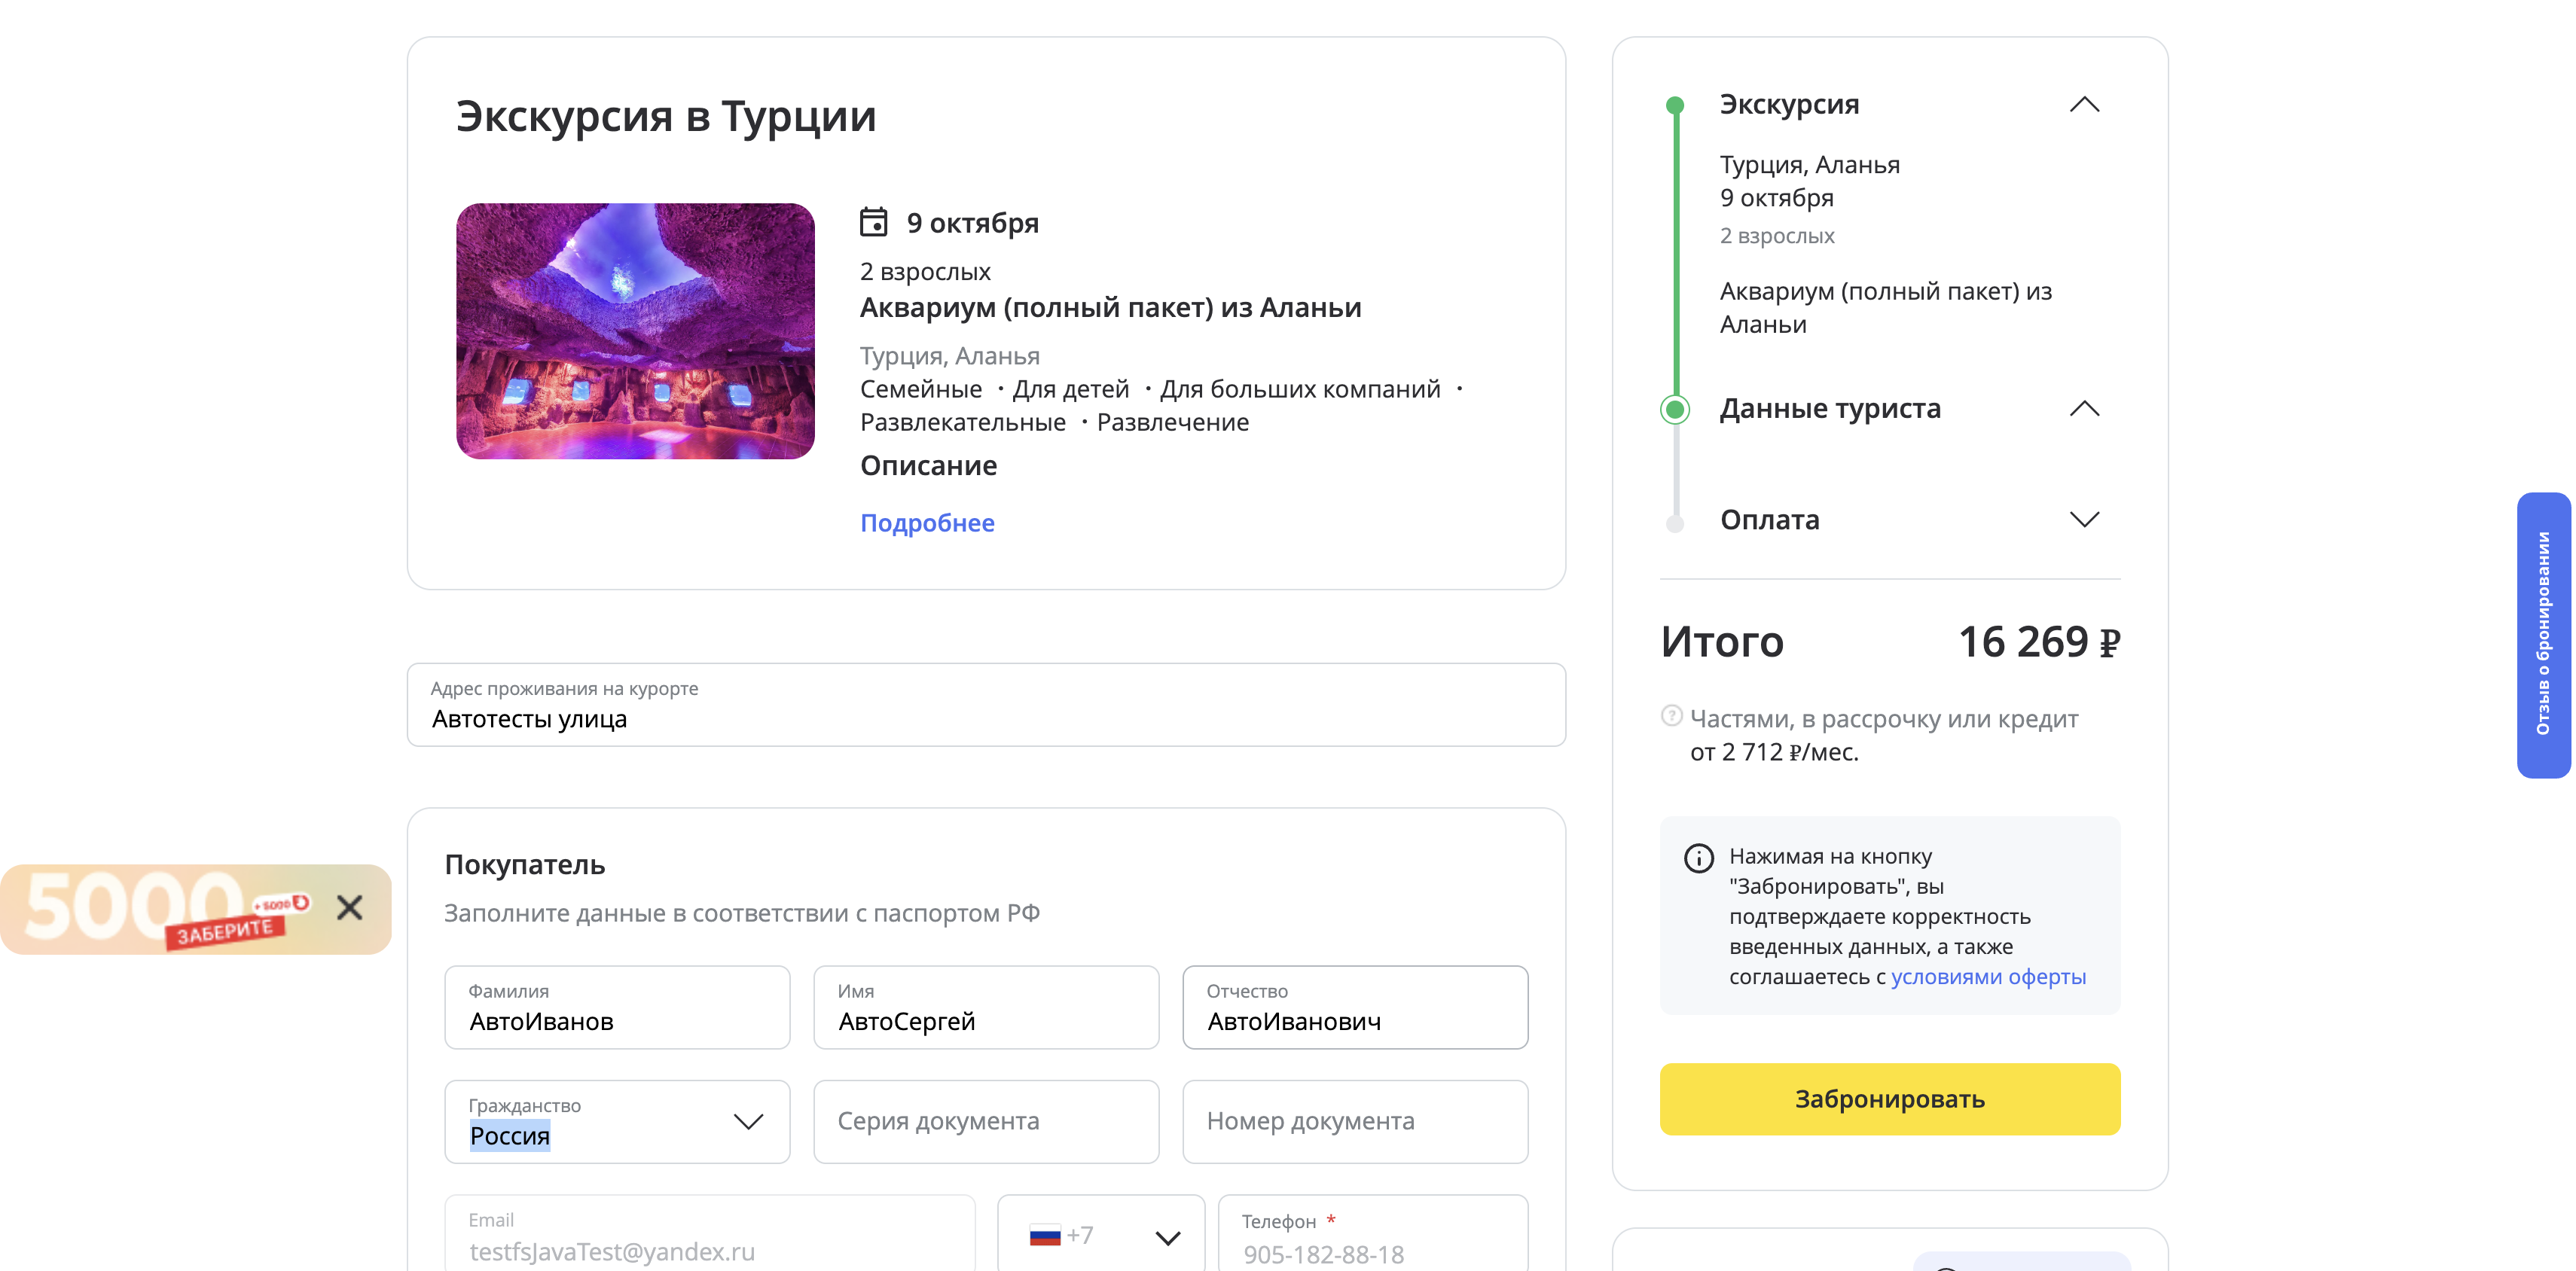 Экскурсия в Турции
9 октября
2 взрослых
Аквариум (полный пакет) из Аланьи
Турция, Аланья
Семейные · Для детей · Для больших компаний ·
Развлекательные · Развлечение
Описание
Подробнее
Адрес проживания на курорте
Автотесты улица
Покупатель
Заполните данные в соответствии с паспортом РФ
Фамилия
АвтоИванов
Имя
АвтоСергей
Отчество
АвтоИванович
Гражданство
Россия
Серия документа
Номер документа
Email
testfsJavaTest@yandex.ru
+7
Телефон *
905-182-88-18
5000
+5000
ЗАБЕРИТЕ
Экскурсия
Турция, Аланья
9 октября
2 взрослых
Аквариум (полный пакет) из
Аланьи
Данные туриста
Оплата
Итого 16 269 ₽
Частями, в рассрочку или кредит
от 2 712 ₽/мес.
Нажимая на кнопку
"Забронировать", вы
подтверждаете корректность
введенных данных, а также
соглашаетесь с условиями оферты
Забронировать
Отзыв о бронировании